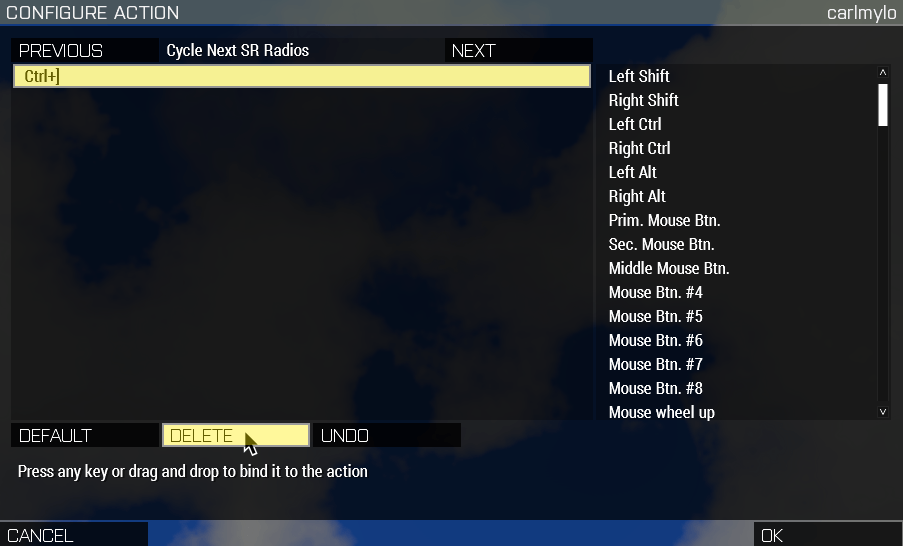 CONFIGURE ACTION
carlmylo
PREVIOUS
Cycle Next SR Radios
NEXT
Ctrl+]
Left Shift
Right Shift
Left Ctrl
Right Ctrl
Left Alt
Right Alt
Prim. Mouse Btn.
Sec. Mouse Btn.
Middle Mouse Btn.
Mouse Btn. #4
Mouse Btn. #5
Mouse Btn. #6
Mouse Btn. #7
Mouse Btn. #8
Mouse wheel up
DEFAULT
DELETE
UNDO
Press any key or drag and drop to bind it to the action
CANCEL
OK